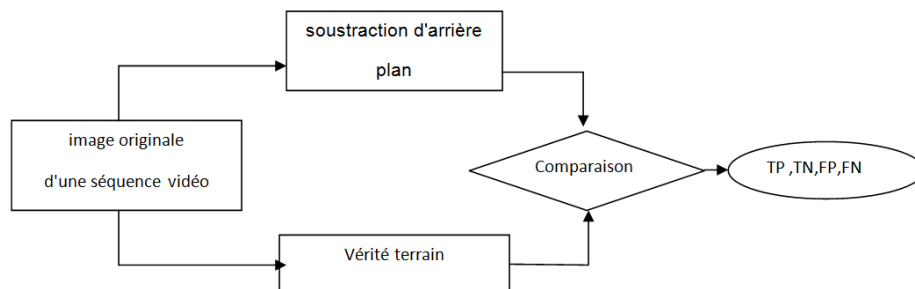 soustraction d'arrière
plan
image originale
d'une séquence vidéo
Comparaison
TP ,TN,FP,FN
Vérité terrain